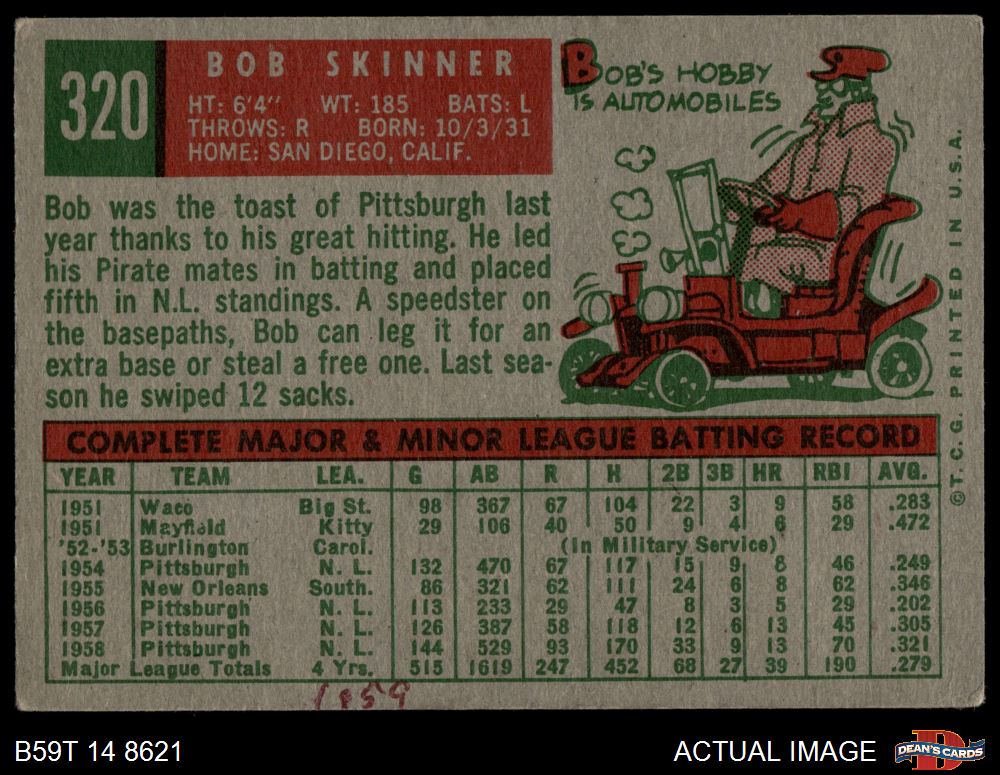 320
BOB SKINNER
HT: 6'4" WT: 185 BATS: L
THROWS: R BORN: 10/3/31
HOME: SAN DIEGO, CALIF.
BOB'S HOBBY
IS AUTOMOBILES
Bob was the toast of Pittsburgh last
year thanks to his great hitting. He led
his Pirate mates in batting and placed
fifth in N.L. standings. A speedster on
the basepaths, Bob can leg it for an
extra base or steal a free one. Last sea-
son he swiped 12 sacks.
COMPLETE MAJOR & MINOR LEAGUE BATTING RECORD
YEAR TEAM LEA. G AB R H 2B 3B HR RBI AVG.
1951 Waco Big St. 98 367 67 104 22 3 9 58 .283
1951 Mayfield Kitty 29 106 40 50 9 4 6 29 .472
'52-'53 Burlington Carol. (In Military Service)
1954 Pittsburgh N. L. 132 470 67 117 15 9 8 46 .249
1955 New Orleans South. 86 321 62 111 24 6 8 62 .346
1956 Pittsburgh N. L. 113 233 29 47 8 3 5 29 .202
1957 Pittsburgh N. L. 126 387 58 118 12 6 13 45 .305
1958 Pittsburgh N. L. 144 529 93 170 33 9 13 70 .321
Major League Totals 4 Yrs. 515 1619 247 452 68 27 39 190 .279
©T. C. G. PRINTED IN U.S.A.
1959
B59T 14 8621
ACTUAL IMAGE
DEAN'S CARDS